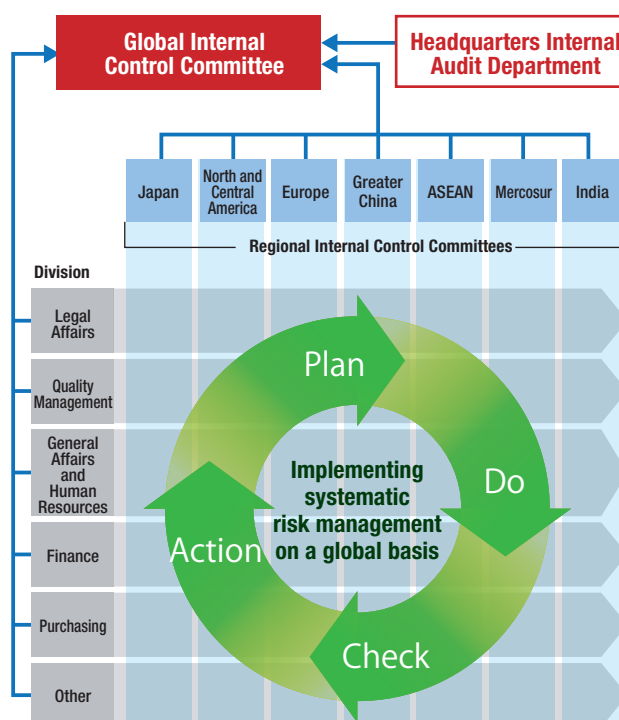 Global Internal
Control Committee
Headquarters Internal
Audit Department
Japan
North and
Central
America
Europe
Greater
China
ASEAN
Mercosur
India
Regional Internal Control Committees
Division
Legal
Affairs
Quality
Management
General
Affairs
and
Human
Resources
Finance
Purchasing
Other
Plan
Do
Check
Action
Implementing
systematic
risk management
on a global basis